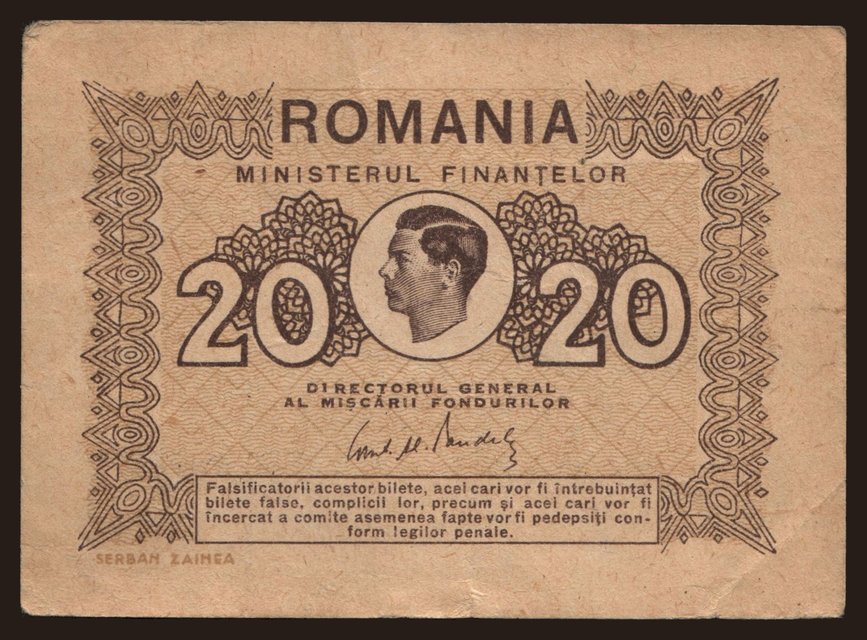 ROMANIA
MINISTERUL FINANȚELOR
20 20
DIRECTORUL GENERAL
AL MIȘCĂRII FONDURILOR
Falsificatorii acestor bilete, acei cari vor fi întrebuințat
bilete false, complicii lor, precum și acei cari vor fi
încercat a comite asemenea fapte vor fi pedepsiți con-
form legilor penale.
SERBAN ZAINEA